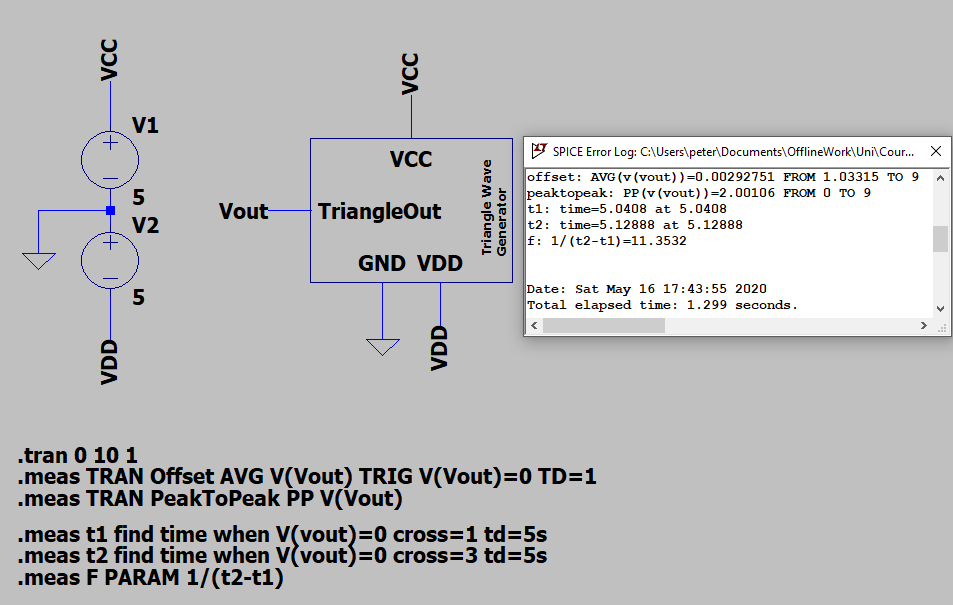 VCC
V1
5
V2
5
VDD
VCC
VCC
Vout
TriangleOut
Triangle Wave
Generator
GND VDD
VDD
SPICE Error Log: C:\Users\peter\Documents\OfflineWork\Uni\Cour...
offset: AVG(v(vout))=0.00292751 FROM 1.03315 TO 9
peaktopeak: PP(v(vout))=2.00106 FROM 0 TO 9
t1: time=5.0408 at 5.0408
t2: time=5.12888 at 5.12888
f: 1/(t2-t1)=11.3532
Date: Sat May 16 17:43:55 2020
Total elapsed time: 1.299 seconds.
.tran 0 10 1
.meas TRAN Offset AVG V(Vout) TRIG V(Vout)=0 TD=1
.meas TRAN PeakToPeak PP V(Vout)
.meas t1 find time when V(vout)=0 cross=1 td=5s
.meas t2 find time when V(vout)=0 cross=3 td=5s
.meas F PARAM 1/(t2-t1)